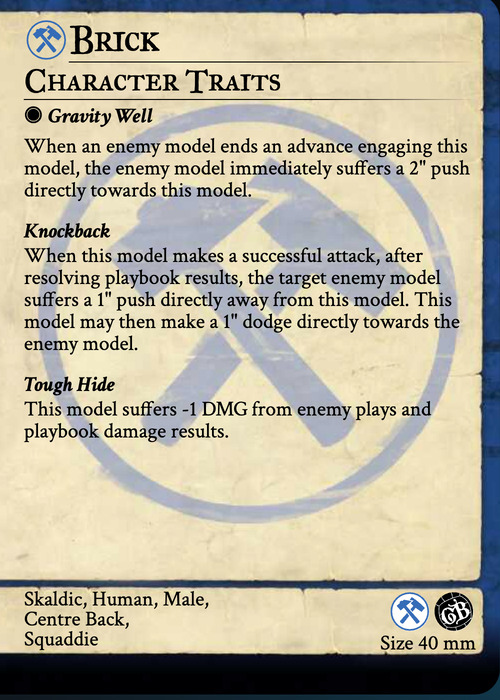 Brick
Character Traits
Gravity Well
When an enemy model ends an advance engaging this
model, the enemy model immediately suffers a 2" push
directly towards this model.
Knockback
When this model makes a successful attack, after
resolving playbook results, the target enemy model
suffers a 1" push directly away from this model. This
model may then make a 1" dodge directly towards the
enemy model.
Tough Hide
This model suffers -1 DMG from enemy plays and
playbook damage results.
Skaldic, Human, Male,
Centre Back,
Squaddie
GB
Size 40 mm